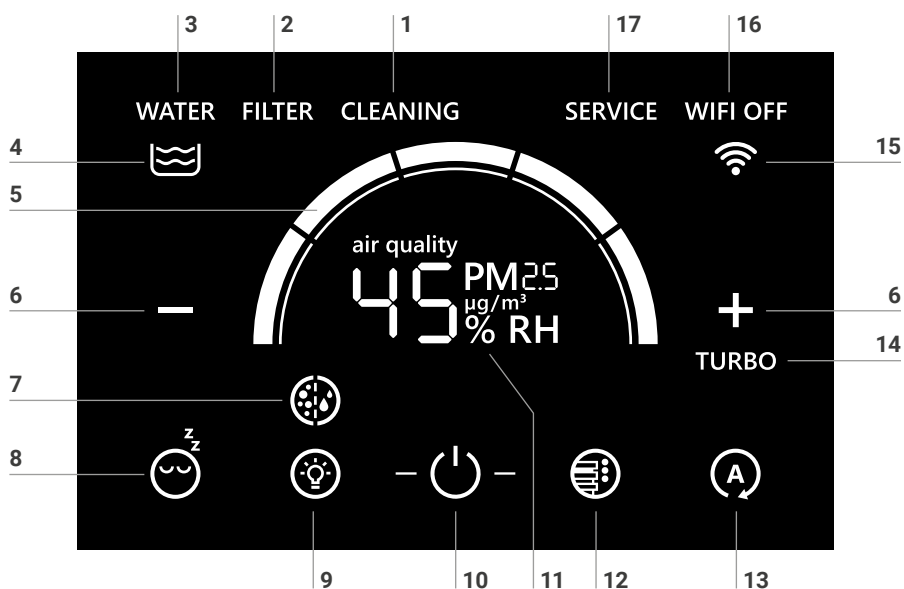 3 2 1 17 16
WATER FILTER CLEANING SERVICE WIFI OFF
4 15
5
air quality
45 PM2.5
µg/m³
% RH
6 6
TURBO 14
7
zz
8 A
9 10 11 12 13